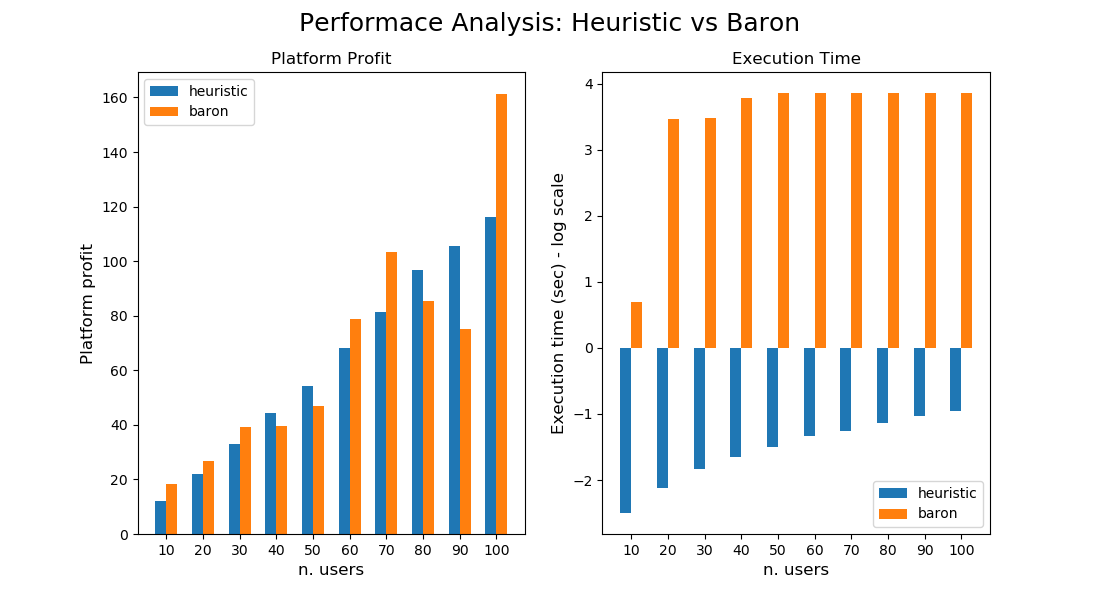 Performace Analysis: Heuristic vs Baron
Platform Profit
heuristic
baron
Platform profit
160
140
120
100
80
60
40
20
0
10 20 30 40 50 60 70 80 90 100
n. users
Execution Time
Execution time (sec) - log scale
4
3
2
1
0
−1
−2
heuristic
baron
10 20 30 40 50 60 70 80 90 100
n. users